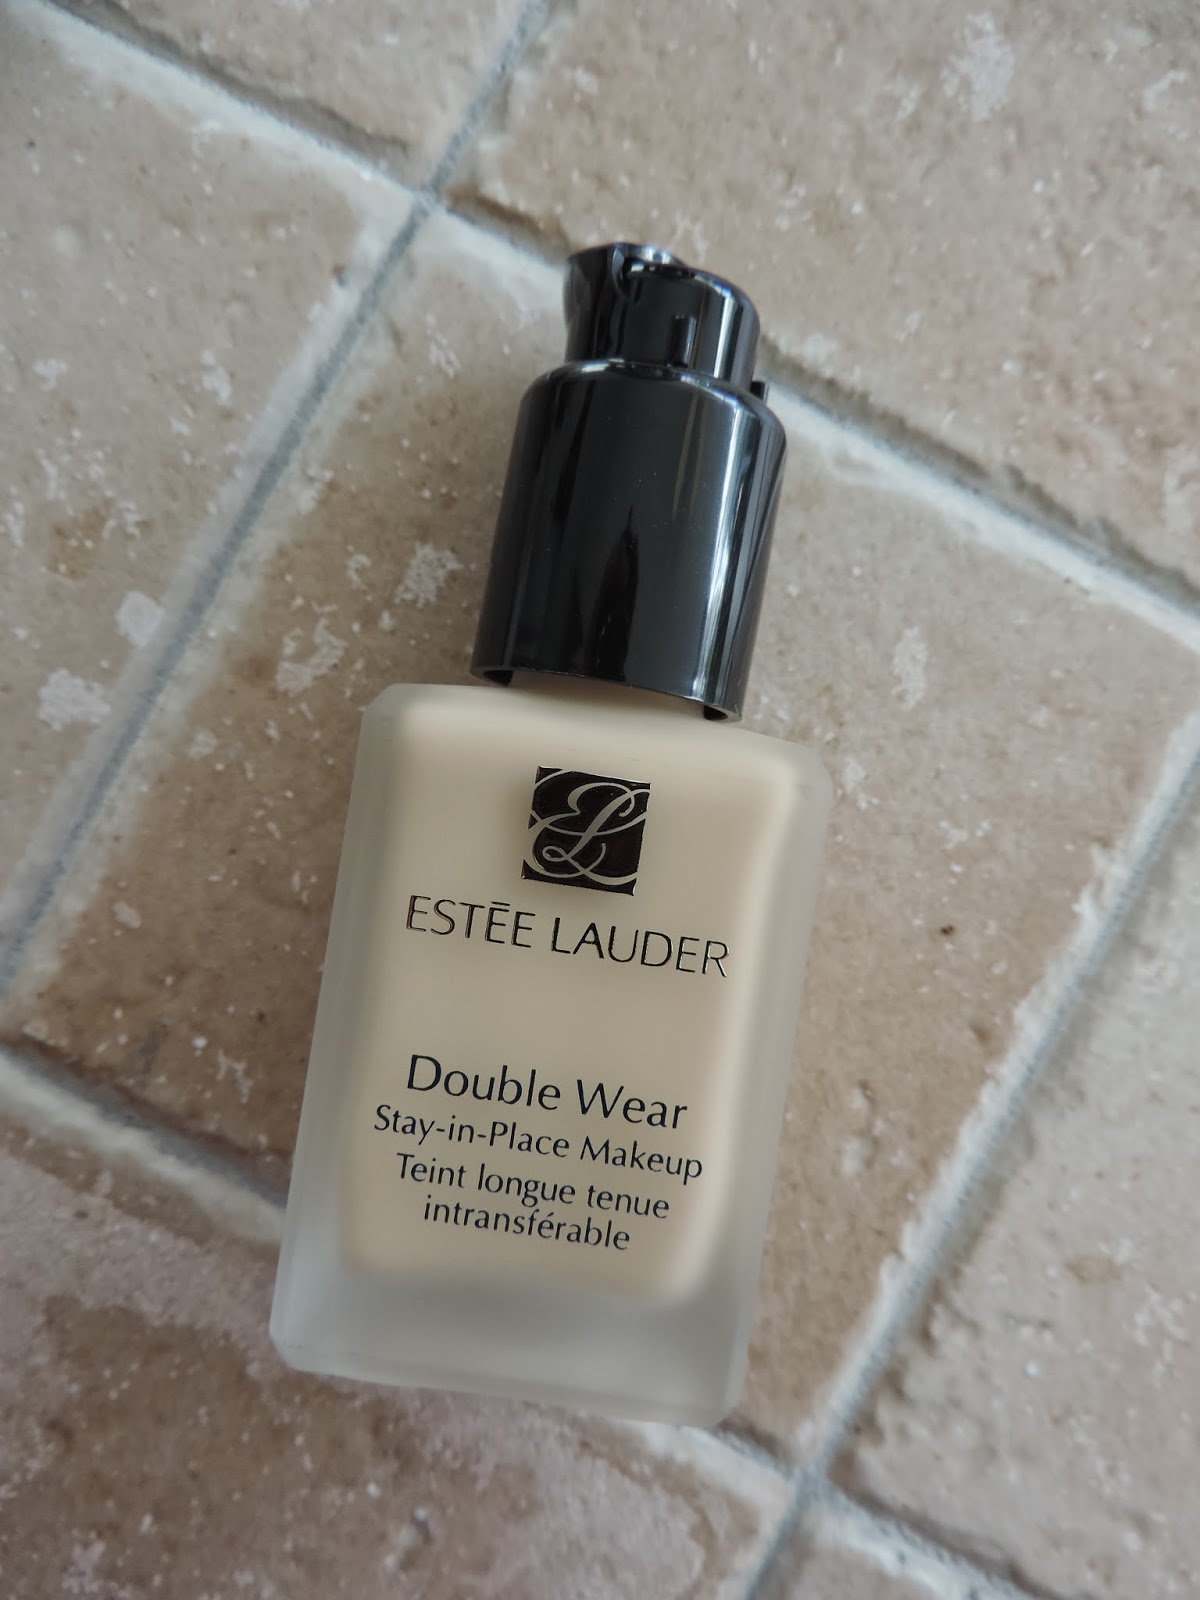 EL
ESTĒE LAUDER
Double Wear
Stay-in-Place Makeup
Teint longue tenue
intransférable